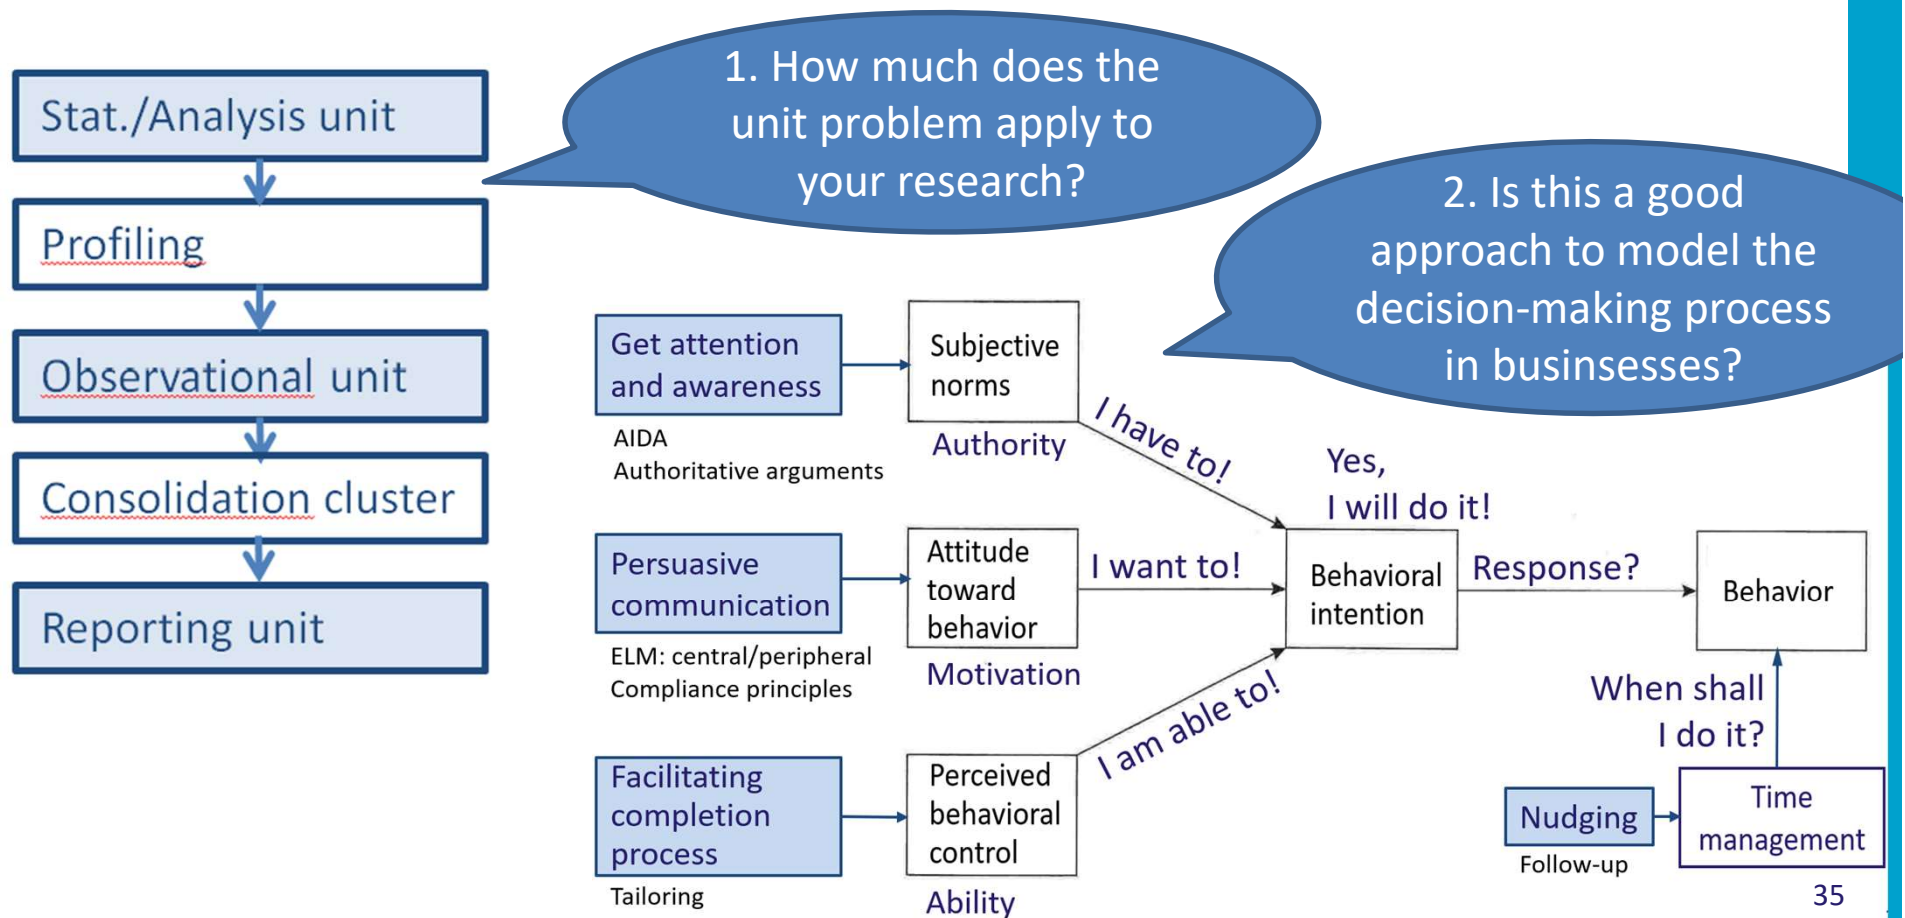 1. How much does the
unit problem apply to
your research?
2. Is this a good
approach to model the
decision-making process
in businsesses?
Stat./Analysis unit
Profiling
Observational unit
Consolidation cluster
Reporting unit
Get attention
and awareness
AIDA
Authoritative arguments
Subjective
norms
Authority
I have to!
Persuasive
communication
ELM: central/peripheral
Compliance principles
Attitude
toward
behavior
Motivation
I want to!
Facilitating
completion
process
Tailoring
Perceived
behavioral
control
Ability
I am able to!
Yes,
I will do it!
Behavioral
intention
Response?
Behavior
When shall
I do it?
Nudging
Follow-up
Time
management
35